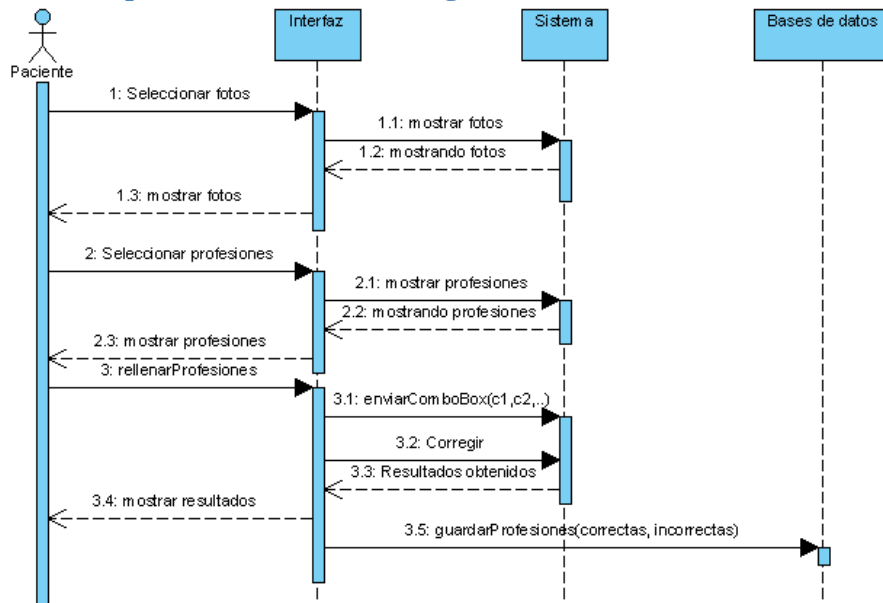 Interfaz
Sistema
Bases de datos
Paciente
1: Seleccionar fotos
1.1: mostrar fotos
1.2: mostrando fotos
1.3: mostrar fotos
2: Seleccionar profesiones
2.1: mostrar profesiones
2.2: mostrando profesiones
2.3: mostrar profesiones
3: rellenarProfesiones
3.1: enviarComboBox(c1,c2,..)
3.2: Corregir
3.3: Resultados obtenidos
3.4: mostrar resultados
3.5: guardarProfesiones(correctas, incorrectas)